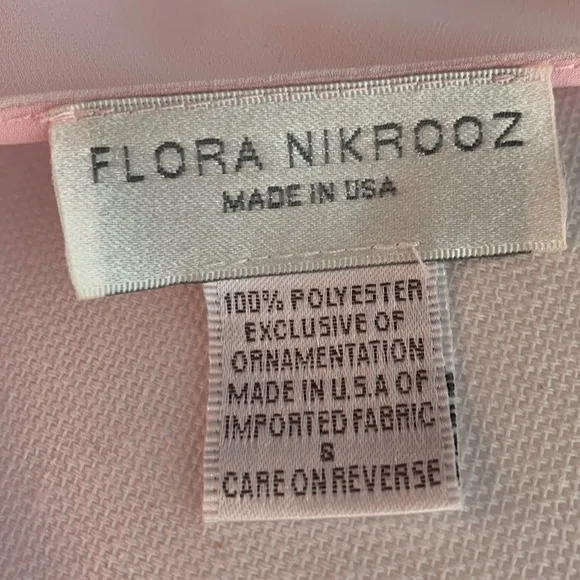 FLORA NIKROOZ
MADE IN USA
100% POLYESTER
EXCLUSIVE OF
ORNAMENTATION
MADE IN U.S.A OF
IMPORTED FABRIC
&
CARE ON REVERSE